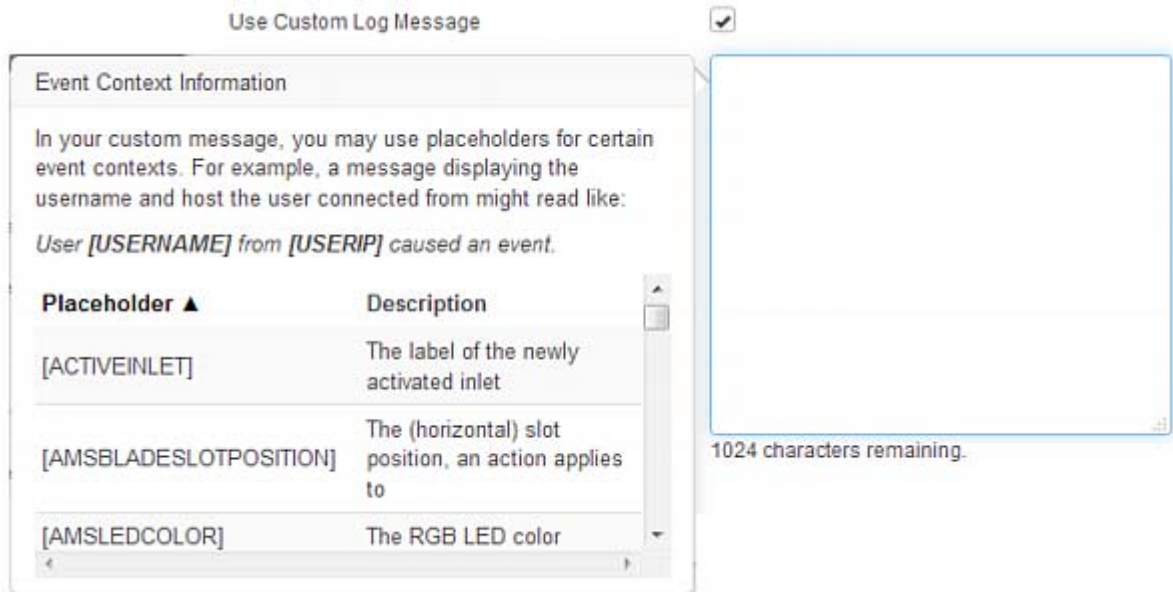 Use Custom Log Message
Event Context Information
In your custom message, you may use placeholders for certain
event contexts. For example, a message displaying the
username and host the user connected from might read like:
User [USERNAME] from [USERIP] caused an event.
Placeholder ▲ Description
[ACTIVEINLET] The label of the newly
activated inlet
The (horizontal) slot
[AMSBLADESLOTPOSITION] position, an action applies
to
[AMSLEDCOLOR] The RGB LED color
1024 characters remaining.